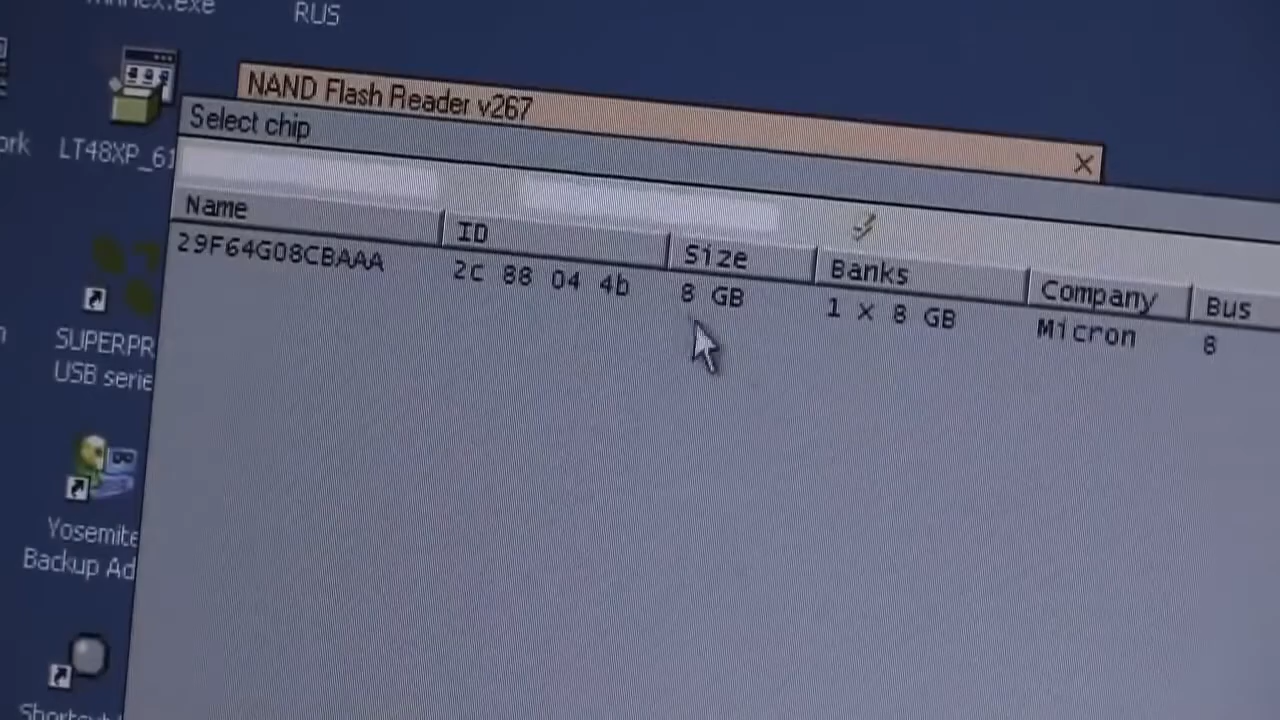 RUS
LT48XP_61
NAND Flash Reader v267
Select chip
Name ID Size Banks Company Bus
29F64G08CBAAA 2c 88 04 4b 8 GB 1 × 8 GB Micron 8
SUPERPR
USB serie
Yosemite
Backup Ad